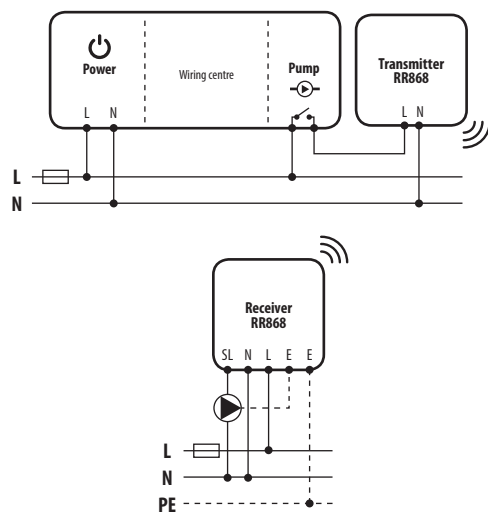 Power
Wiring centre
Pump
Transmitter
RR868
L N
L N
L
N
Receiver
RR868
SL N L E E
L
N
PE